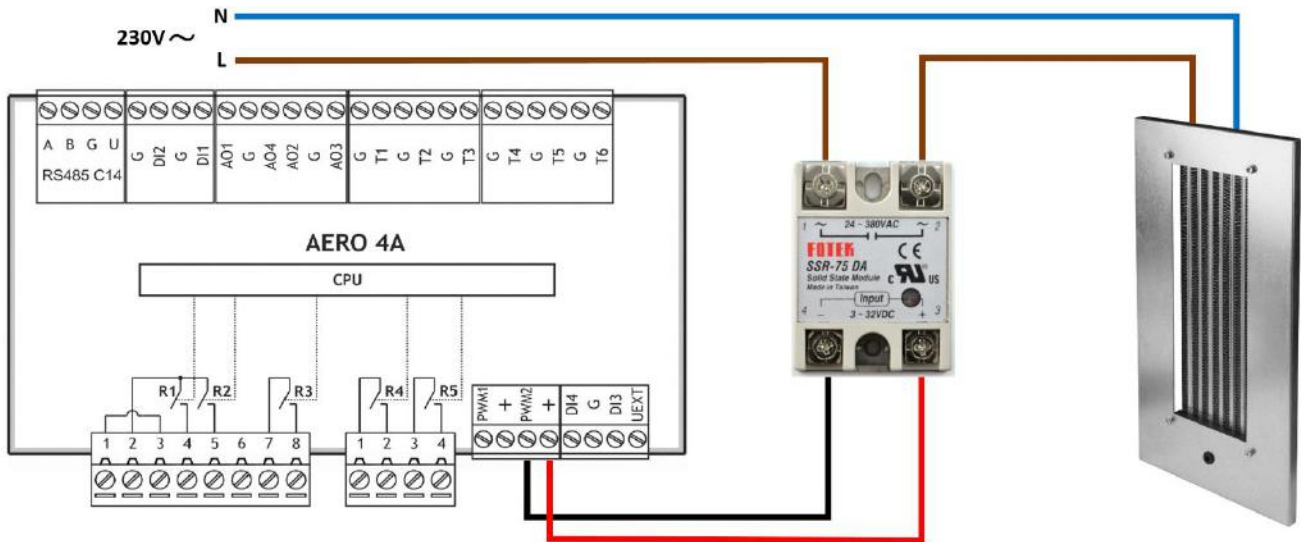 N
230V ~
L
A B G U
RS485 C14
G DI2 G DI1
AO1 G AO4 AO2 G AO3
G T1 G T2 G T3
G T4 G T5 G T6
AERO 4A
CPU
R1 R2 R3 R4 R5
1 2 3 4 5 6 7 8
1 2 3 4
PWM1 + PWM2 +
DI4 G DI3 UEXT
1 ~ 24 - 380VAC ~ 2
FOTEK CE
SSR-75 DA
Solid State Module
Made in Taiwan
C RU US
Input
4 - 3 - 32VDC + 3